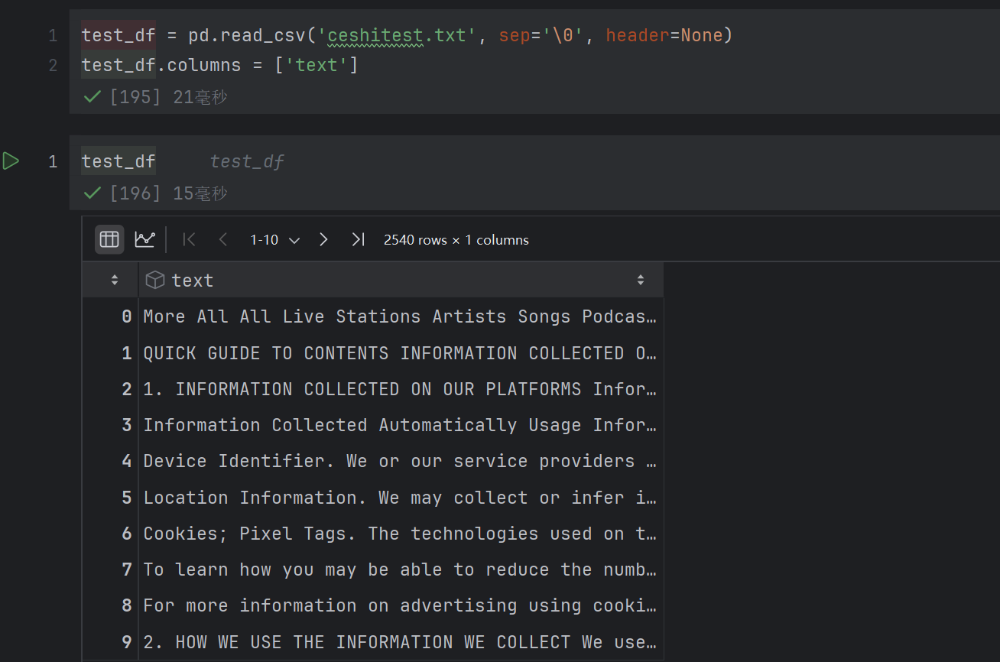 1 test_df = pd.read_csv('ceshitest.txt', sep='\0', header=None)
2 test_df.columns = ['text']
[195] 21毫秒
1 test_df test_df
[196] 15毫秒
1-10 2540 rows × 1 columns
text
0 More All All Live Stations Artists Songs Podcas…
1 QUICK GUIDE TO CONTENTS INFORMATION COLLECTED O…
2 1. INFORMATION COLLECTED ON OUR PLATFORMS Infor…
3 Information Collected Automatically Usage Infor…
4 Device Identifier. We or our service providers …
5 Location Information. We may collect or infer i…
6 Cookies; Pixel Tags. The technologies used on t…
7 To learn how you may be able to reduce the numb…
8 For more information on advertising using cooki…
9 2. HOW WE USE THE INFORMATION WE COLLECT We use…